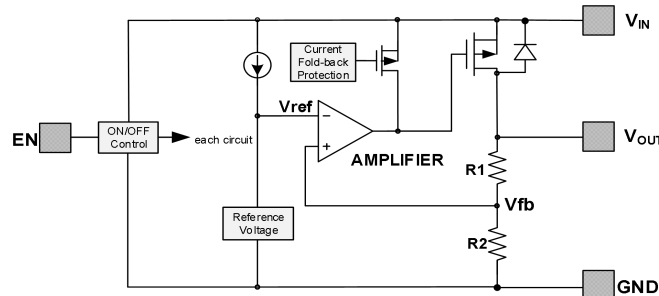 VIN
Current
Fold-back
Protection
Vref
−
+
AMPLIFIER
EN
ON/OFF
Control
each circuit
VOUT
R1
Vfb
Reference
Voltage
R2
GND